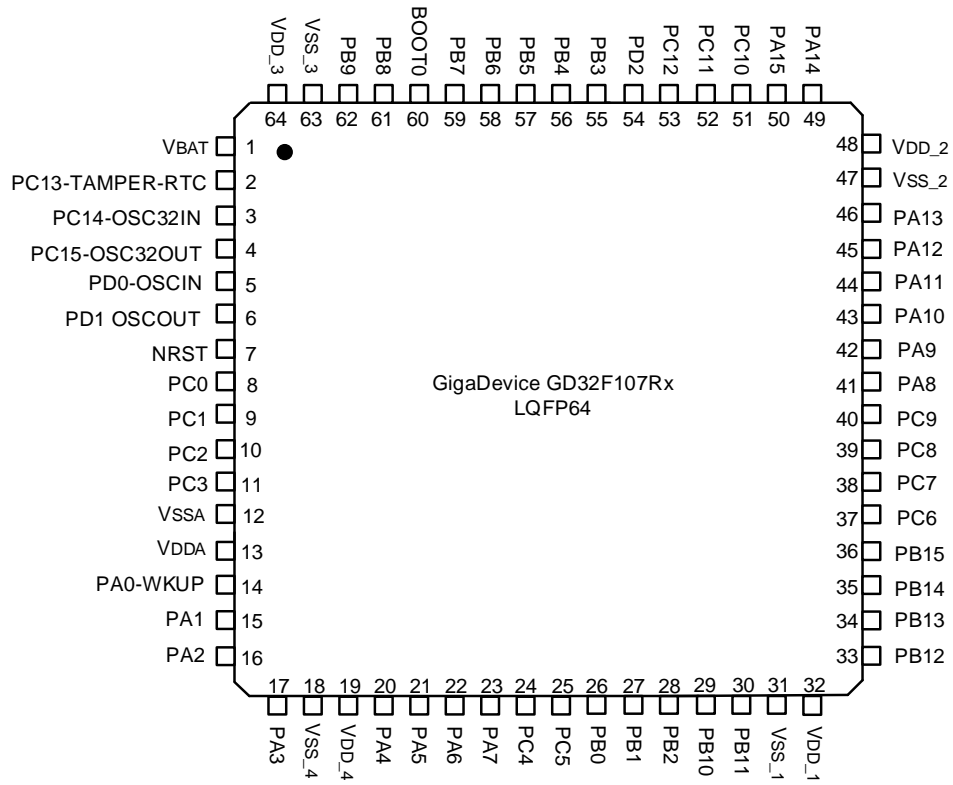 VDD_3
VSS_3
PB9
PB8
BOOT0
PB7
PB6
PB5
PB4
PB3
PD2
PC12
PC11
PC10
PA15
PA14
64 63 62 61 60 59 58 57 56 55 54 53 52 51 50 49
VBAT 1
PC13-TAMPER-RTC 2
PC14-OSC32IN 3
PC15-OSC32OUT 4
PD0-OSCIN 5
PD1 OSCOUT 6
NRST 7
PC0 8
PC1 9
PC2 10
PC3 11
VSSA 12
VDDA 13
PA0-WKUP 14
PA1 15
PA2 16
GigaDevice GD32F107Rx
LQFP64
48 VDD_2
47 VSS_2
46 PA13
45 PA12
44 PA11
43 PA10
42 PA9
41 PA8
40 PC9
39 PC8
38 PC7
37 PC6
36 PB15
35 PB14
34 PB13
33 PB12
17 18 19 20 21 22 23 24 25 26 27 28 29 30 31 32
PA3
VSS_4
VDD_4
PA4
PA5
PA6
PA7
PC4
PC5
PB0
PB1
PB2
PB10
PB11
VSS_1
VDD_1